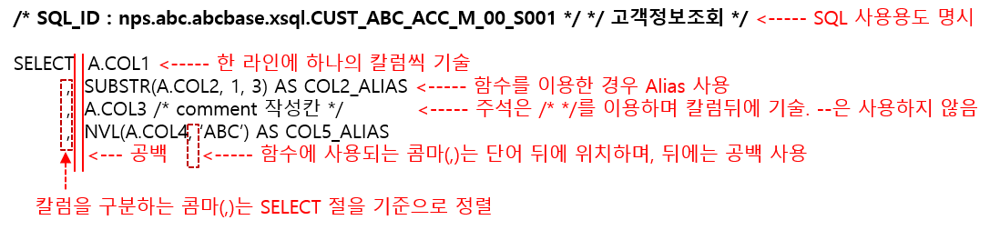 /* SQL_ID : nps.abc.abcbase.xsql.CUST_ABC_ACC_M_00_S001 */ */ 고객정보조회 */ <----- SQL 사용용도 명시
SELECT A.COL1 <----- 한 라인에 하나의 칼럼씩 기술
, SUBSTR(A.COL2, 1, 3) AS COL2_ALIAS <----- 함수를 이용한 경우 Alias 사용
, A.COL3 /* comment 작성칸 */ <----- 주석은 /* */를 이용하며 칼럼뒤에 기술. --은 사용하지 않음
, NVL(A.COL4, 'ABC') AS COL5_ALIAS
<--- 공백 <----- 함수에 사용되는 콤마(,)는 단어 뒤에 위치하며, 뒤에는 공백 사용
칼럼을 구분하는 콤마(,)는 SELECT 절을 기준으로 정렬